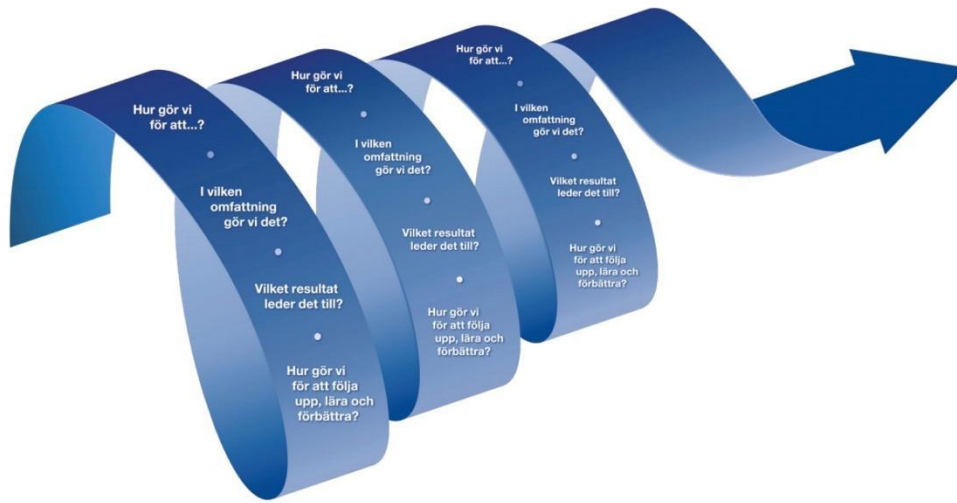 Hur gör vi
för att...?
I vilken
omfattning
gör vi det?
Vilket resultat
leder det till?
Hur gör vi
för att följa
upp, lära och
förbättra?
Hur gör vi
för att...?
I vilken
omfattning
gör vi det?
Vilket resultat
leder det till?
Hur gör vi
för att följa
upp, lära och
förbättra?
Hur gör vi
för att...?
I vilken
omfattning
gör vi det?
Vilket resultat
leder det till?
Hur gör vi
för att följa
upp, lära och
förbättra?